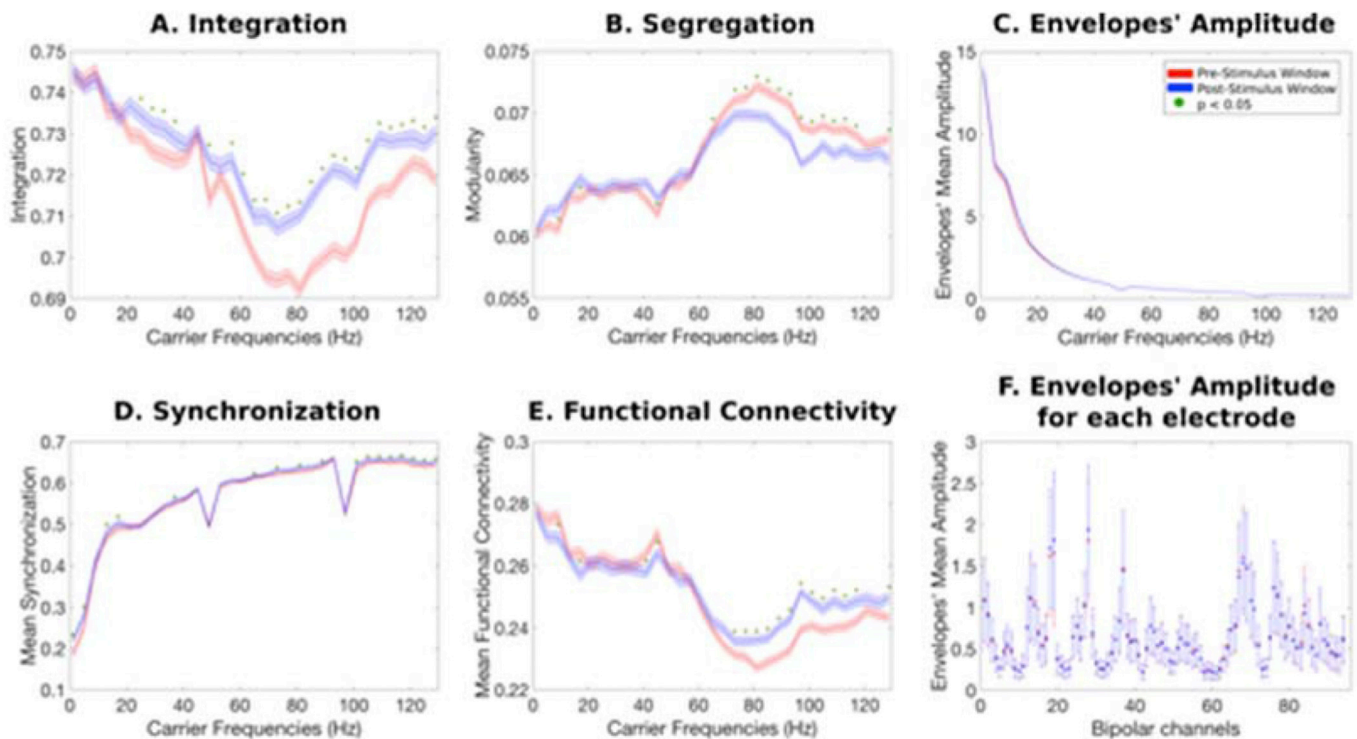 A. Integration
0.75
0.74
0.73
0.72
0.71
0.7
0.69
Integration
0 20 40 60 80 100 120
Carrier Frequencies (Hz)
B. Segregation
0.075
0.07
0.065
0.06
0.055
Modularity
0 20 40 60 80 100 120
Carrier Frequencies (Hz)
C. Envelopes' Amplitude
15
10
5
0
Envelopes' Mean Amplitude
Pre-Stimulus Window
Post-Stimulus Window
p < 0.05
0 20 40 60 80 100 120
Carrier Frequencies (Hz)
D. Synchronization
0.7
0.6
0.5
0.4
0.3
0.2
0.1
Mean Synchronization
0 20 40 60 80 100 120
Carrier Frequencies (Hz)
E. Functional Connectivity
0.3
0.28
0.26
0.24
0.22
Mean Functional Connectivity
0 20 40 60 80 100 120
Carrier Frequencies (Hz)
F. Envelopes' Amplitude
for each electrode
3
2.5
2
1.5
1
0.5
0
Envelopes' Mean Amplitude
0 20 40 60 80
Bipolar channels